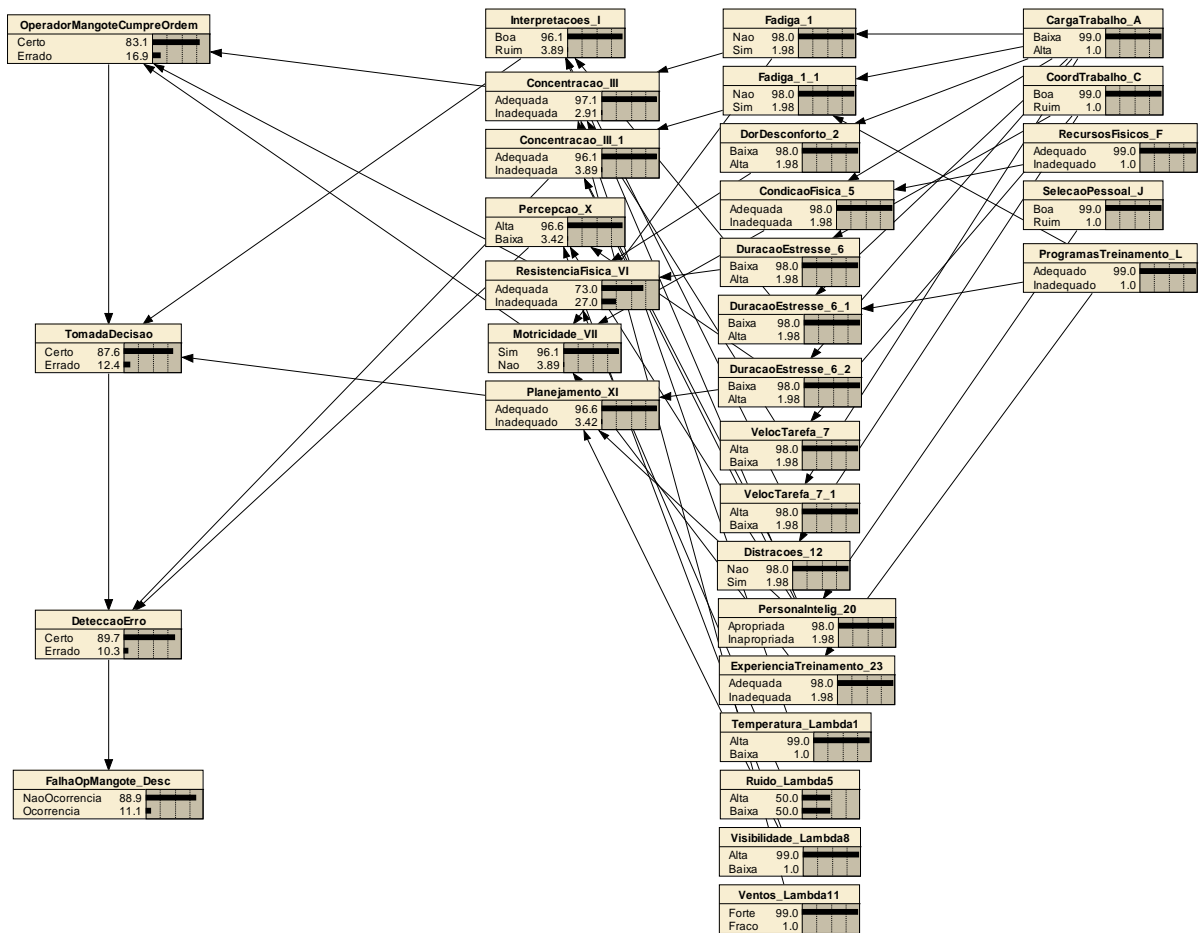 OperadorMangoteCumpreOrdem
Certo 83.1
Errado 16.9
TomadaDecisao
Certo 87.6
Errado 12.4
DeteccaoErro
Certo 89.7
Errado 10.3
FalhaOpMangote_Desc
NaoOcorrencia 88.9
Ocorrencia 11.1
Interpretacoes_I
Boa 96.1
Ruim 3.89
Concentracao_III
Adequada 97.1
Inadequada 2.91
Concentracao_III_1
Adequada 96.1
Inadequada 3.89
Percepcao_X
Alta 96.6
Baixa 3.42
ResistenciaFisica_VI
Adequada 73.0
Inadequada 27.0
Motricidade_VII
Sim 96.1
Nao 3.89
Planejamento_XI
Adequado 96.6
Inadequado 3.42
Fadiga_1
Nao 98.0
Sim 1.98
Fadiga_1_1
Nao 98.0
Sim 1.98
DorDesconforto_2
Baixa 98.0
Alta 1.98
CondicaoFisica_5
Adequada 98.0
Inadequada 1.98
DuracaoEstresse_6
Baixa 98.0
Alta 1.98
DuracaoEstresse_6_1
Baixa 98.0
Alta 1.98
DuracaoEstresse_6_2
Baixa 98.0
Alta 1.98
VelocTarefa_7
Alta 98.0
Baixa 1.98
VelocTarefa_7_1
Alta 98.0
Baixa 1.98
Distracoes_12
Nao 98.0
Sim 1.98
PersonaIntelig_20
Apropriada 98.0
Inapropriada 1.98
ExperienciaTreinamento_23
Adequada 98.0
Inadequada 1.98
Temperatura_Lambda1
Alta 99.0
Baixa 1.0
Ruido_Lambda5
Alta 50.0
Baixa 50.0
Visibilidade_Lambda8
Alta 99.0
Baixa 1.0
Ventos_Lambda11
Forte 99.0
Fraco 1.0
CargaTrabalho_A
Baixa 99.0
Alta 1.0
CoordTrabalho_C
Boa 99.0
Ruim 1.0
RecursosFisicos_F
Adequado 99.0
Inadequado 1.0
SelecaoPessoal_J
Boa 99.0
Ruim 1.0
ProgramasTreinamento_L
Adequado 99.0
Inadequado 1.0